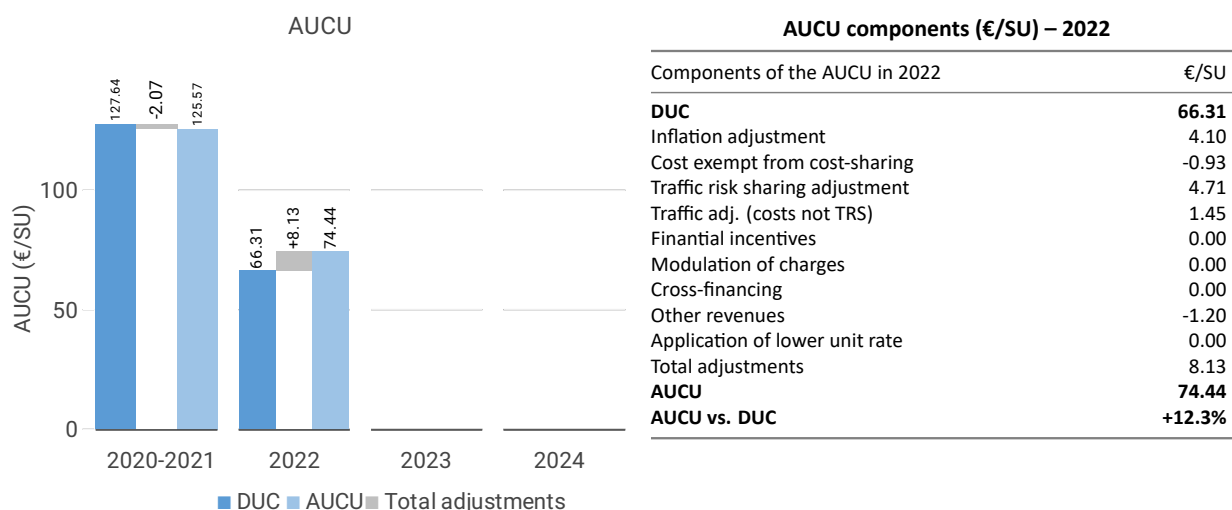 AUCU
127.64
-2.07
125.57
66.31
+8.13
74.44
100
50
0
AUCU (€/SU)
2020-2021
2022
2023
2024
DUC
AUCU
Total adjustments
AUCU components (€/SU) – 2022
Components of the AUCU in 2022 €/SU
DUC 66.31
Inflation adjustment 4.10
Cost exempt from cost-sharing -0.93
Traffic risk sharing adjustment 4.71
Traffic adj. (costs not TRS) 1.45
Finantial incentives 0.00
Modulation of charges 0.00
Cross-financing 0.00
Other revenues -1.20
Application of lower unit rate 0.00
Total adjustments 8.13
AUCU 74.44
AUCU vs. DUC +12.3%